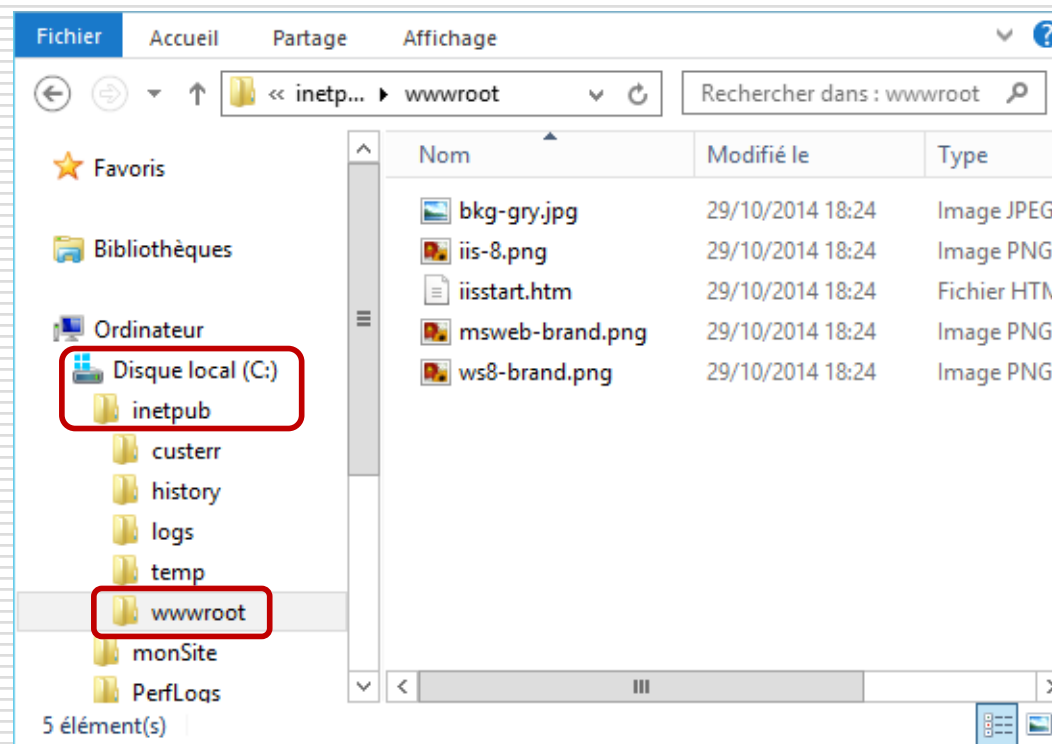 Fichier Accueil Partage Affichage ?
« inetp... wwwroot Rechercher dans : wwwroot
Favoris
Bibliothèques
Ordinateur
Disque local (C:)
inetpub
custerr
history
logs
temp
wwwroot
monSite
PerfLogs
Nom Modifié le Type
bkg-gry.jpg 29/10/2014 18:24 Image JPEG
iis-8.png 29/10/2014 18:24 Image PNG
iisstart.htm 29/10/2014 18:24 Fichier HTM
msweb-brand.png 29/10/2014 18:24 Image PNG
ws8-brand.png 29/10/2014 18:24 Image PNG
5 élément(s)